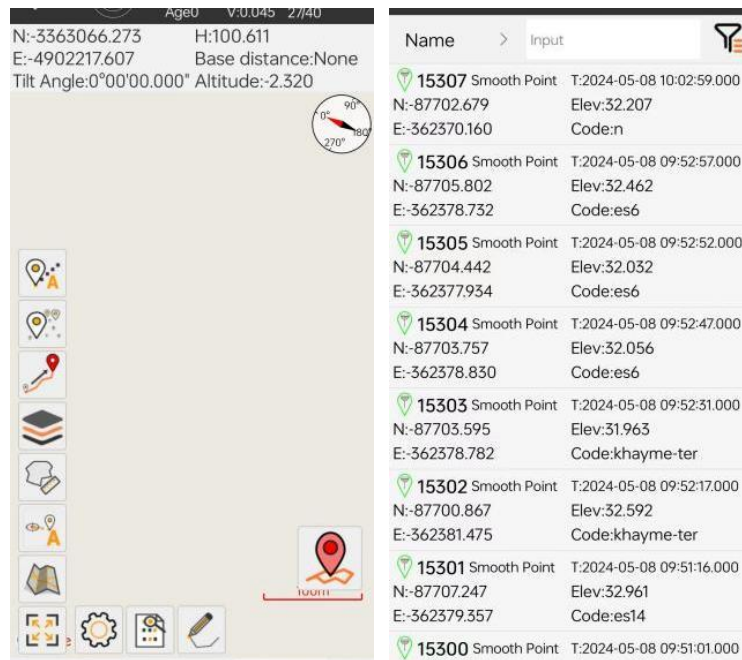 Age0 V:0.045 27/40
N:-3363066.273 H:100.611
E:-4902217.607 Base distance:None
Tilt Angle:0°00'00.000" Altitude:-2.320
90°
0°
180
270°
A
A
100m
Name > Input
15307 Smooth Point T:2024-05-08 10:02:59.000
N:-87702.679 Elev:32.207
E:-362370.160 Code:n
15306 Smooth Point T:2024-05-08 09:52:57.000
N:-87705.802 Elev:32.462
E:-362378.732 Code:es6
15305 Smooth Point T:2024-05-08 09:52:52.000
N:-87704.442 Elev:32.032
E:-362377.934 Code:es6
15304 Smooth Point T:2024-05-08 09:52:47.000
N:-87703.757 Elev:32.056
E:-362378.830 Code:es6
15303 Smooth Point T:2024-05-08 09:52:31.000
N:-87703.595 Elev:31.963
E:-362378.782 Code:khayme-ter
15302 Smooth Point T:2024-05-08 09:52:17.000
N:-87700.867 Elev:32.592
E:-362381.475 Code:khayme-ter
15301 Smooth Point T:2024-05-08 09:51:16.000
N:-87707.247 Elev:32.961
E:-362379.357 Code:es14
15300 Smooth Point T:2024-05-08 09:51:01.000